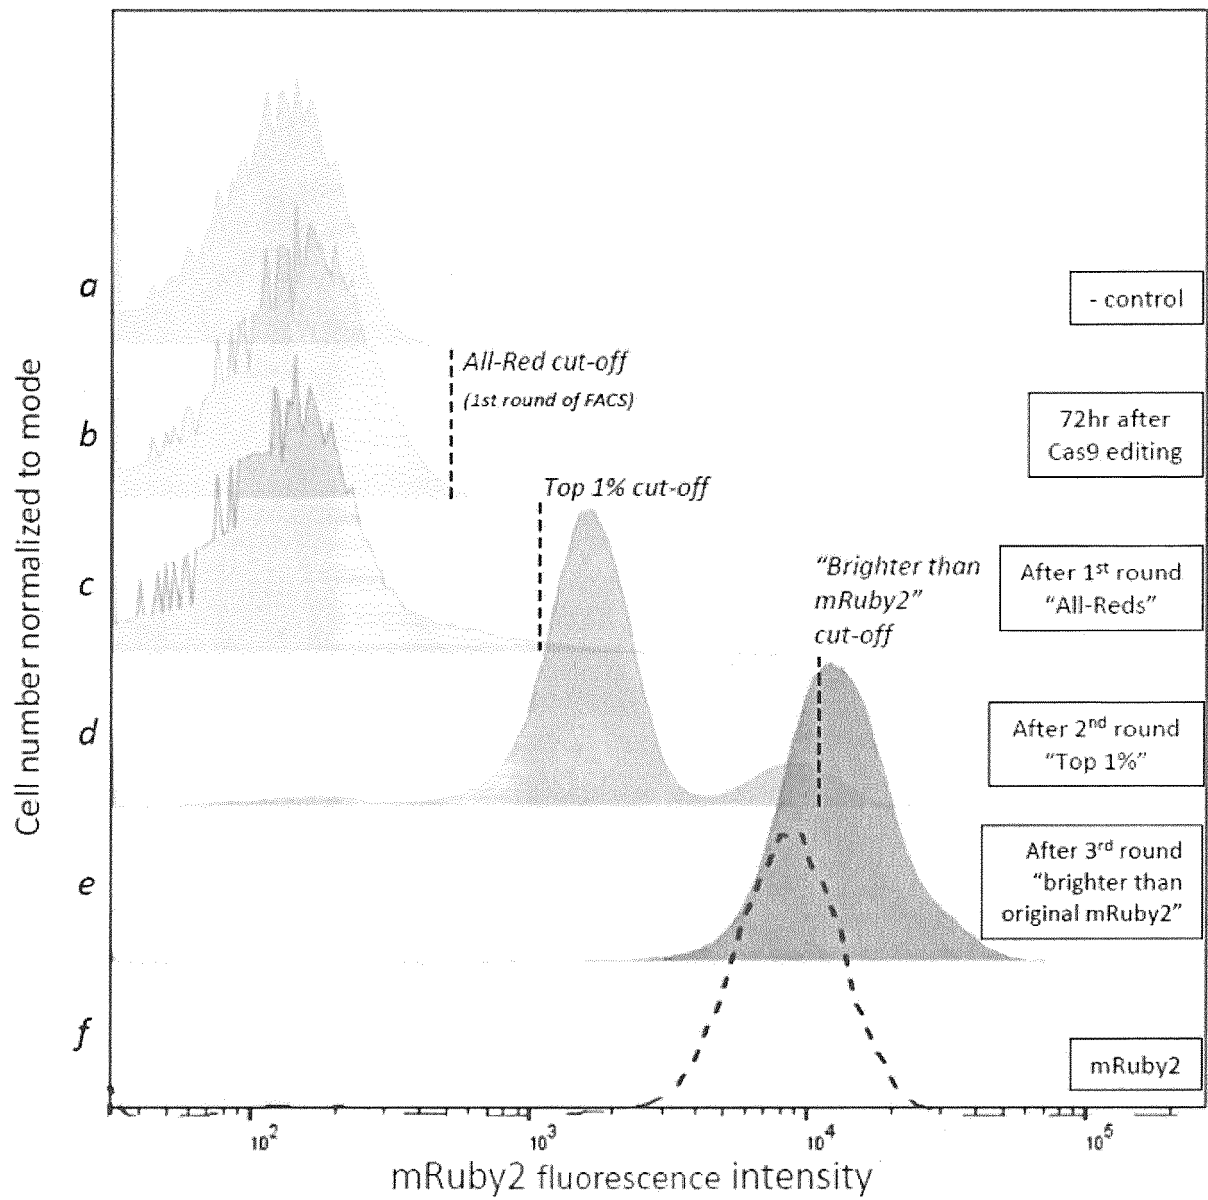 a
- control
All-Red cut-off
(1st round of FACS)
b
72hr after
Cas9 editing
Top 1% cut-off
c
"Brighter than
mRuby2"
cut-off
After 1st round
"All-Reds"
d
After 2nd round
"Top 1%"
e
After 3rd round
"brighter than
original mRuby2"
f
mRuby2
Cell number normalized to mode
10²
10³
10⁴
10⁵
mRuby2 fluorescence intensity